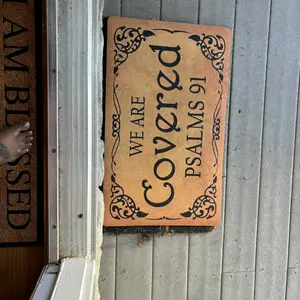 I AM BLESSED
WE ARE
Covered
PSALMS 91